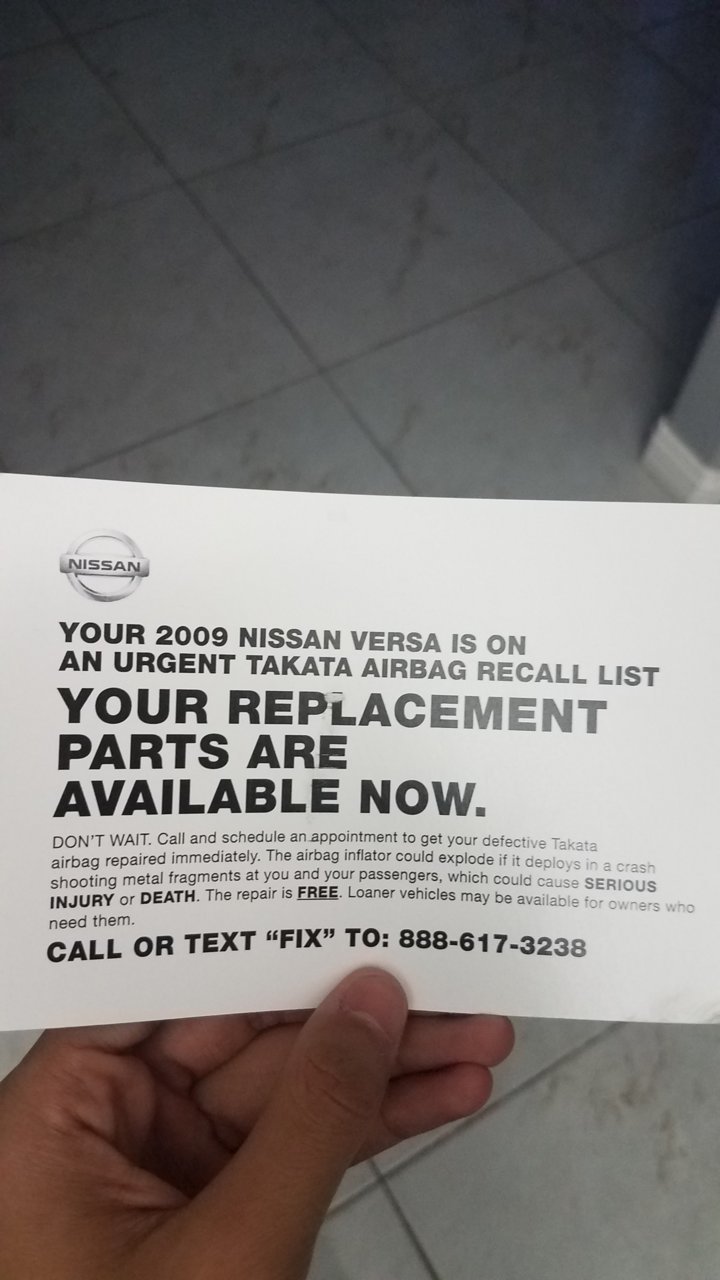 NISSAN
YOUR 2009 NISSAN VERSA IS ON
AN URGENT TAKATA AIRBAG RECALL LIST
YOUR REPLACEMENT
PARTS ARE
AVAILABLE NOW.
DON'T WAIT. Call and schedule an appointment to get your defective Takata
airbag repaired immediately. The airbag inflator could explode if it deploys in a crash
shooting metal fragments at you and your passengers, which could cause SERIOUS
INJURY or DEATH. The repair is FREE. Loaner vehicles may be available for owners who
need them.
CALL OR TEXT “FIX” TO: 888-617-3238